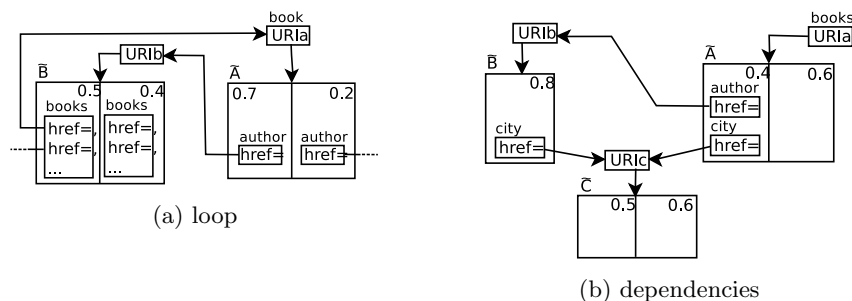 book
URIa
URIb
B̃
Ã
0.5
0.4
0.7
0.2
books
books
href=,
href=,
...
href=,
href=,
...
author
href=
author
href=
(a) loop
books
URIa
URIb
B̃
Ã
0.8
0.4
0.6
author
href=
city
href=
city
href=
URIc
C̃
0.5
0.6
(b) dependencies